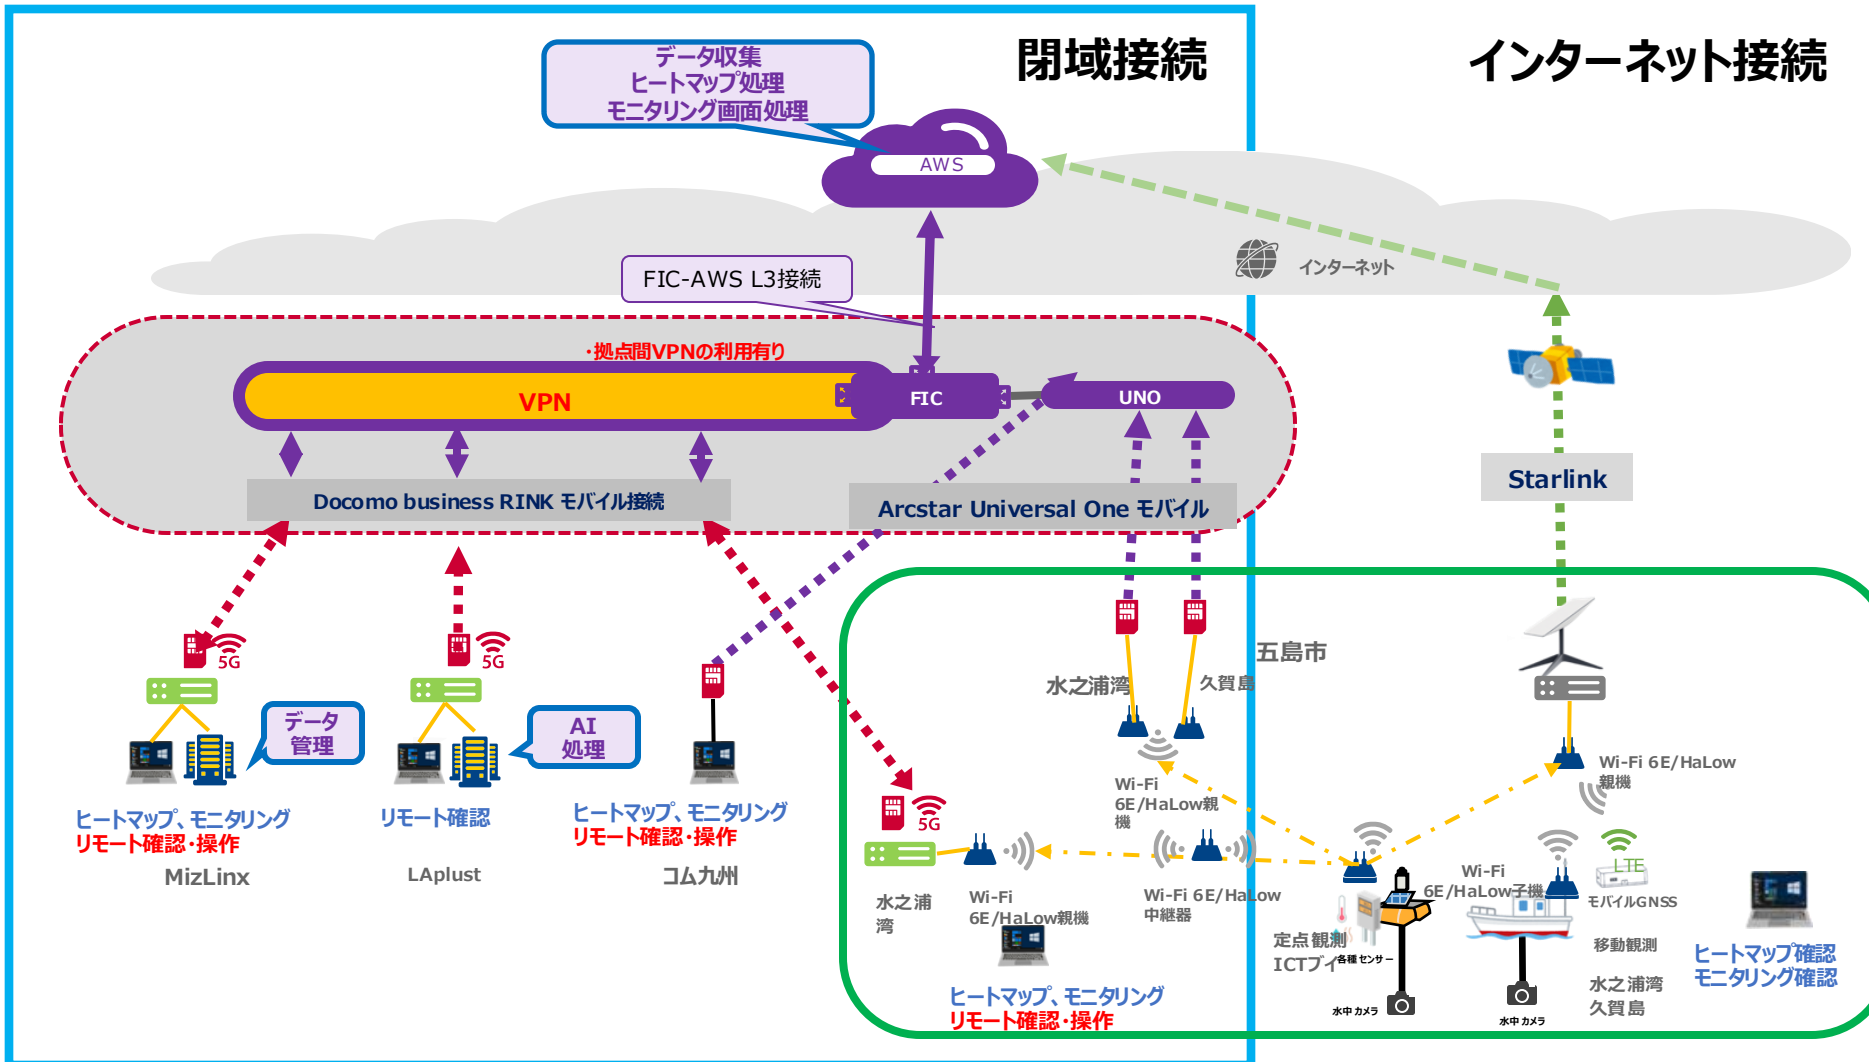 閉域接続
インターネット接続
データ収集
ヒートマップ処理
モニタリング画面処理
AWS
インターネット
FIC-AWS L3接続
・拠点間VPNの利用有り
VPN
FIC
UNO
Docomo business RINK モバイル接続
Arcstar Universal One モバイル
Starlink
5G
5G
データ
管理
AI
処理
ヒートマップ、モニタリング
リモート確認・操作
MizLinx
リモート確認
LAplust
ヒートマップ、モニタリング
リモート確認・操作
コム九州
五島市
水之浦湾
久賀島
Wi-Fi
6E/HaLow親
機
Wi-Fi 6E/HaLow
親機
5G
水之浦
湾
Wi-Fi
6E/HaLow親機
Wi-Fi 6E/HaLow
中継器
Wi-Fi
6E/HaLow子機
LTE
モバイルGNSS
定点観測
ICTブイ
各種センサー
移動観測
水之浦湾
久賀島
水中カメラ
水中カメラ
ヒートマップ、モニタリング
リモート確認・操作
ヒートマップ確認
モニタリング確認